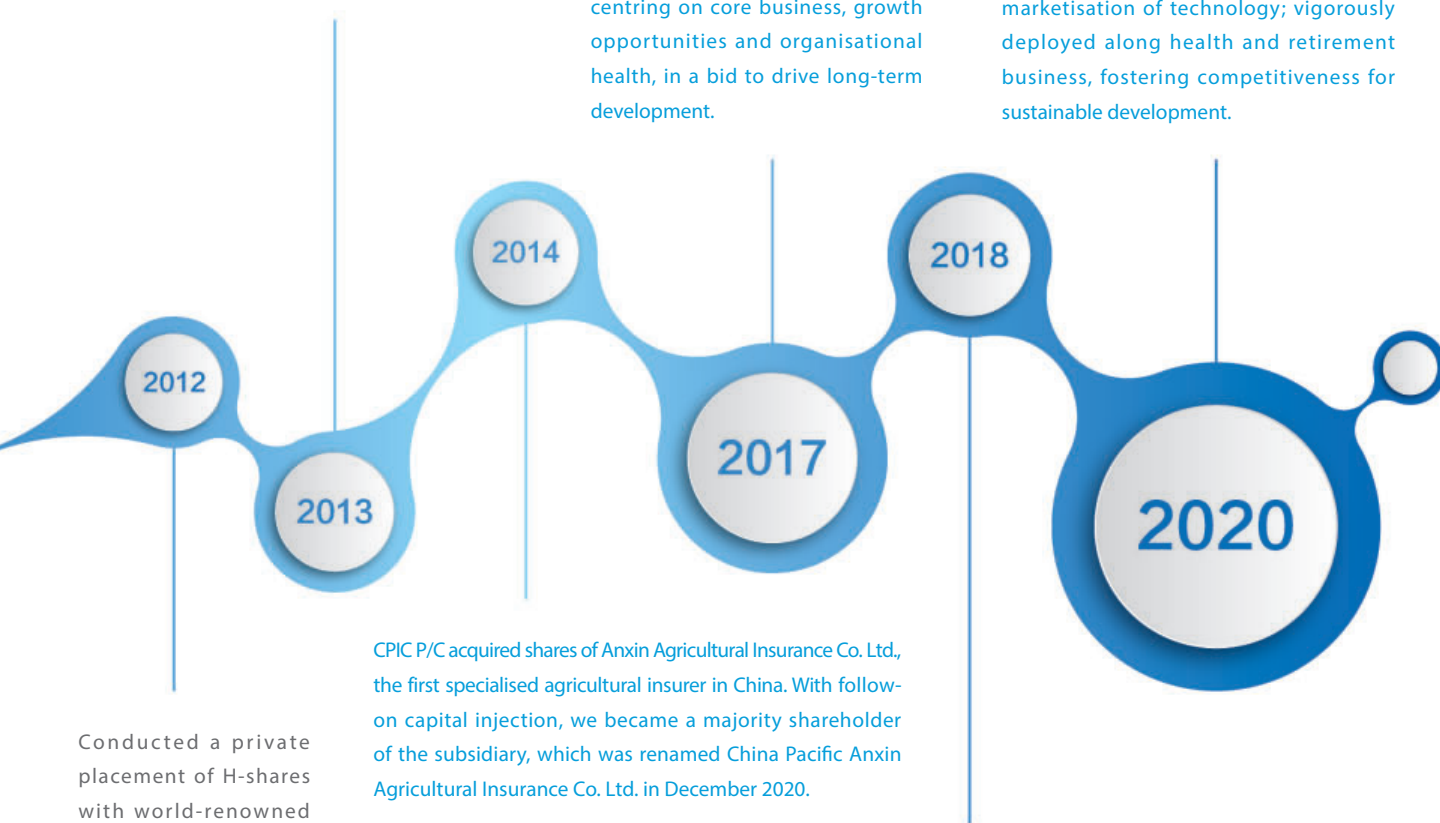 centring on core business, growth
opportunities and organisational
health, in a bid to drive long-term
development.
marketisation of technology; vigorously
deployed along health and retirement
business, fostering competitiveness for
sustainable development.
2012
2013
2014
2017
2018
2020
CPIC P/C acquired shares of Anxin Agricultural Insurance Co. Ltd.,
the first specialised agricultural insurer in China. With follow-
on capital injection, we became a majority shareholder
of the subsidiary, which was renamed China Pacific Anxin
Agricultural Insurance Co. Ltd. in December 2020.
Conducted a private
placement of H-shares
with world-renowned